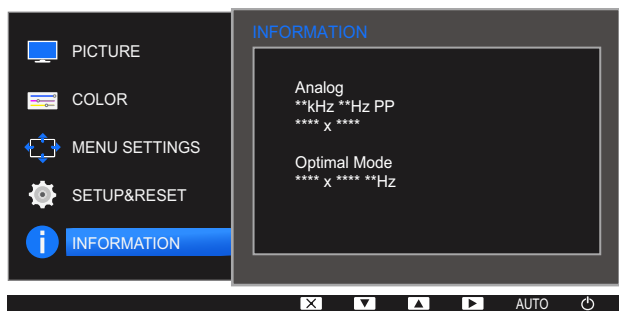 PICTURE
COLOR
MENU SETTINGS
SETUP&RESET
INFORMATION
INFORMATION
Analog
**kHz **Hz PP
**** x ****
Optimal Mode
**** x **** **Hz
AUTO